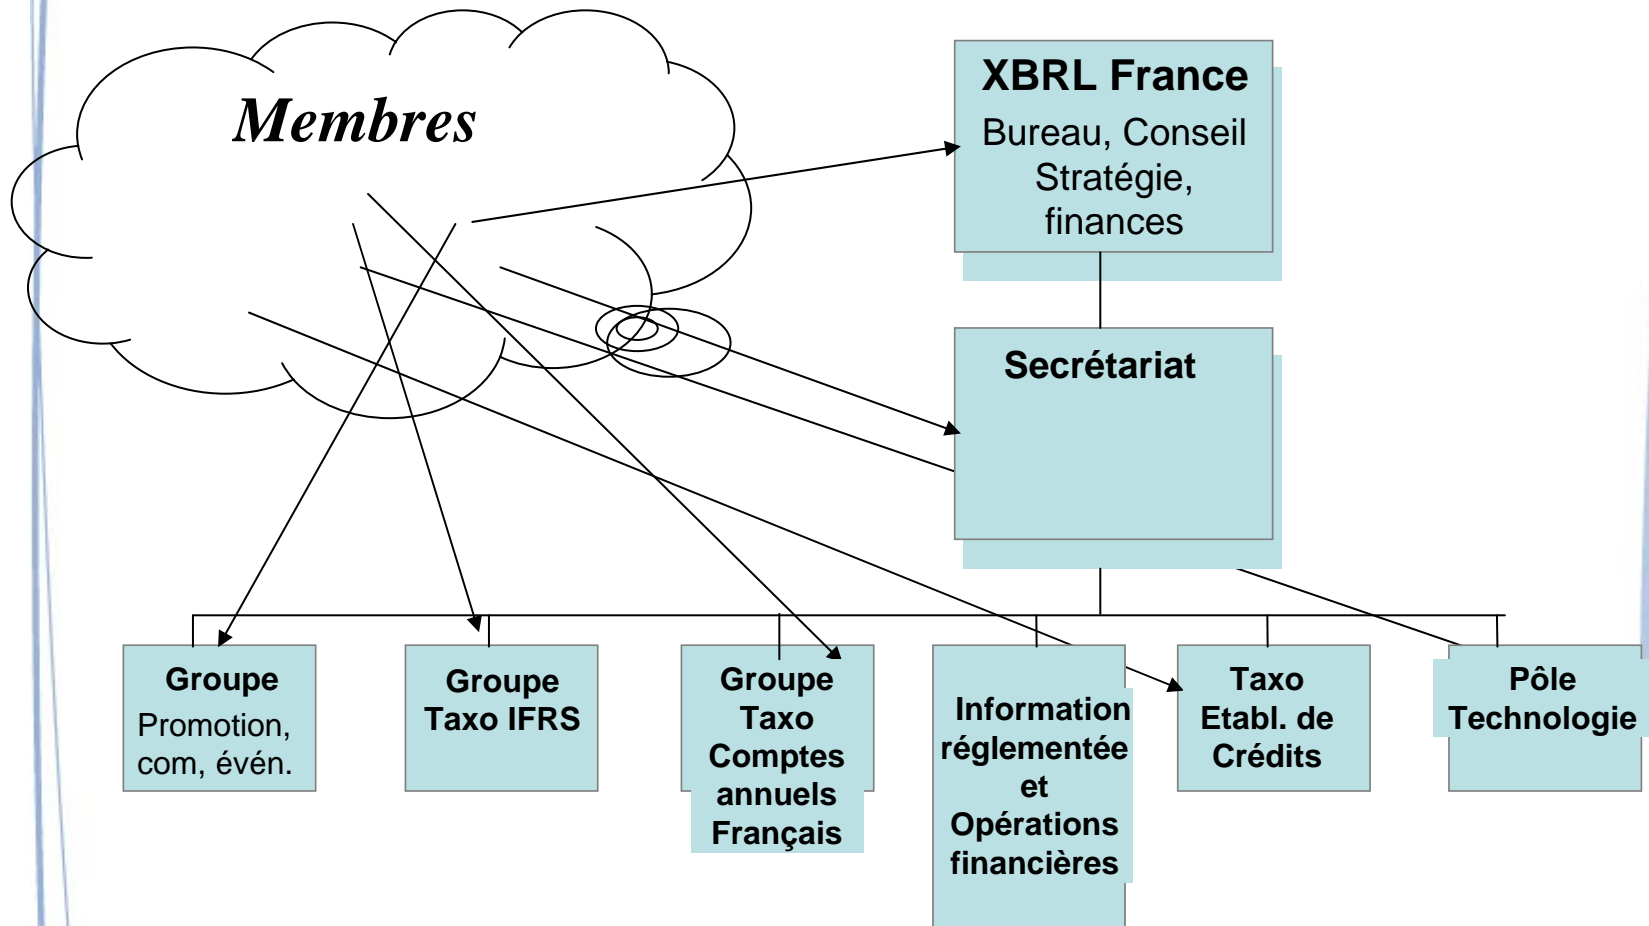 Membres
XBRL France
Bureau, Conseil
Stratégie,
finances
Secrétariat
Groupe
Promotion,
com, évén.
Groupe
Taxo IFRS
Groupe
Taxo
Comptes
annuels
Français
Information
réglementée
et
Opérations
financières
Taxo
Etabl. de
Crédits
Pôle
Technologie